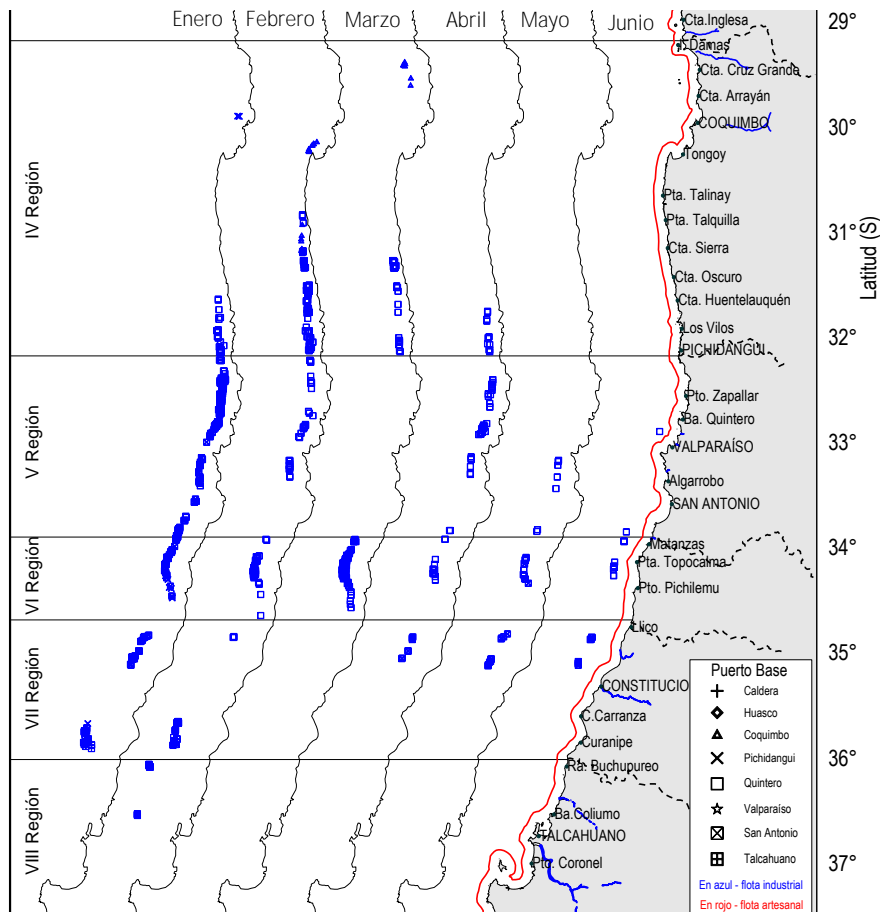 Enero Febrero Marzo Abril Mayo Junio
Cta.Inglesa
29°
I. Damas
Cta. Cruz Grande
Cta. Arrayán
COQUIMBO
30°
Tongoy
Pta. Talinay
IV Región
Pta. Talquilla
31°
Cta. Sierra
Latitud (S)
Cta. Oscuro
Cta. Huentelauquén
Los Vilos
32°
PICHIDANGUI
Pto. Zapallar
Ba. Quintero
V Región
33°
VALPARAÍSO
Algarrobo
SAN ANTONIO
34°
Matanzas
VI Región
Pta. Topocalma
Pto. Pichilemu
Llico
35°
VII Región
CONSTITUCIO
C.Carranza
Curanipe
36°
Ra. Buchupureo
VIII Región
Ba.Coliumo
TALCAHUANO
Pto. Coronel
37°
Puerto Base
Caldera
Huasco
Coquimbo
Pichidangui
Quintero
Valparaíso
San Antonio
Talcahuano
En azul - flota industrial
En rojo - flota artesanal